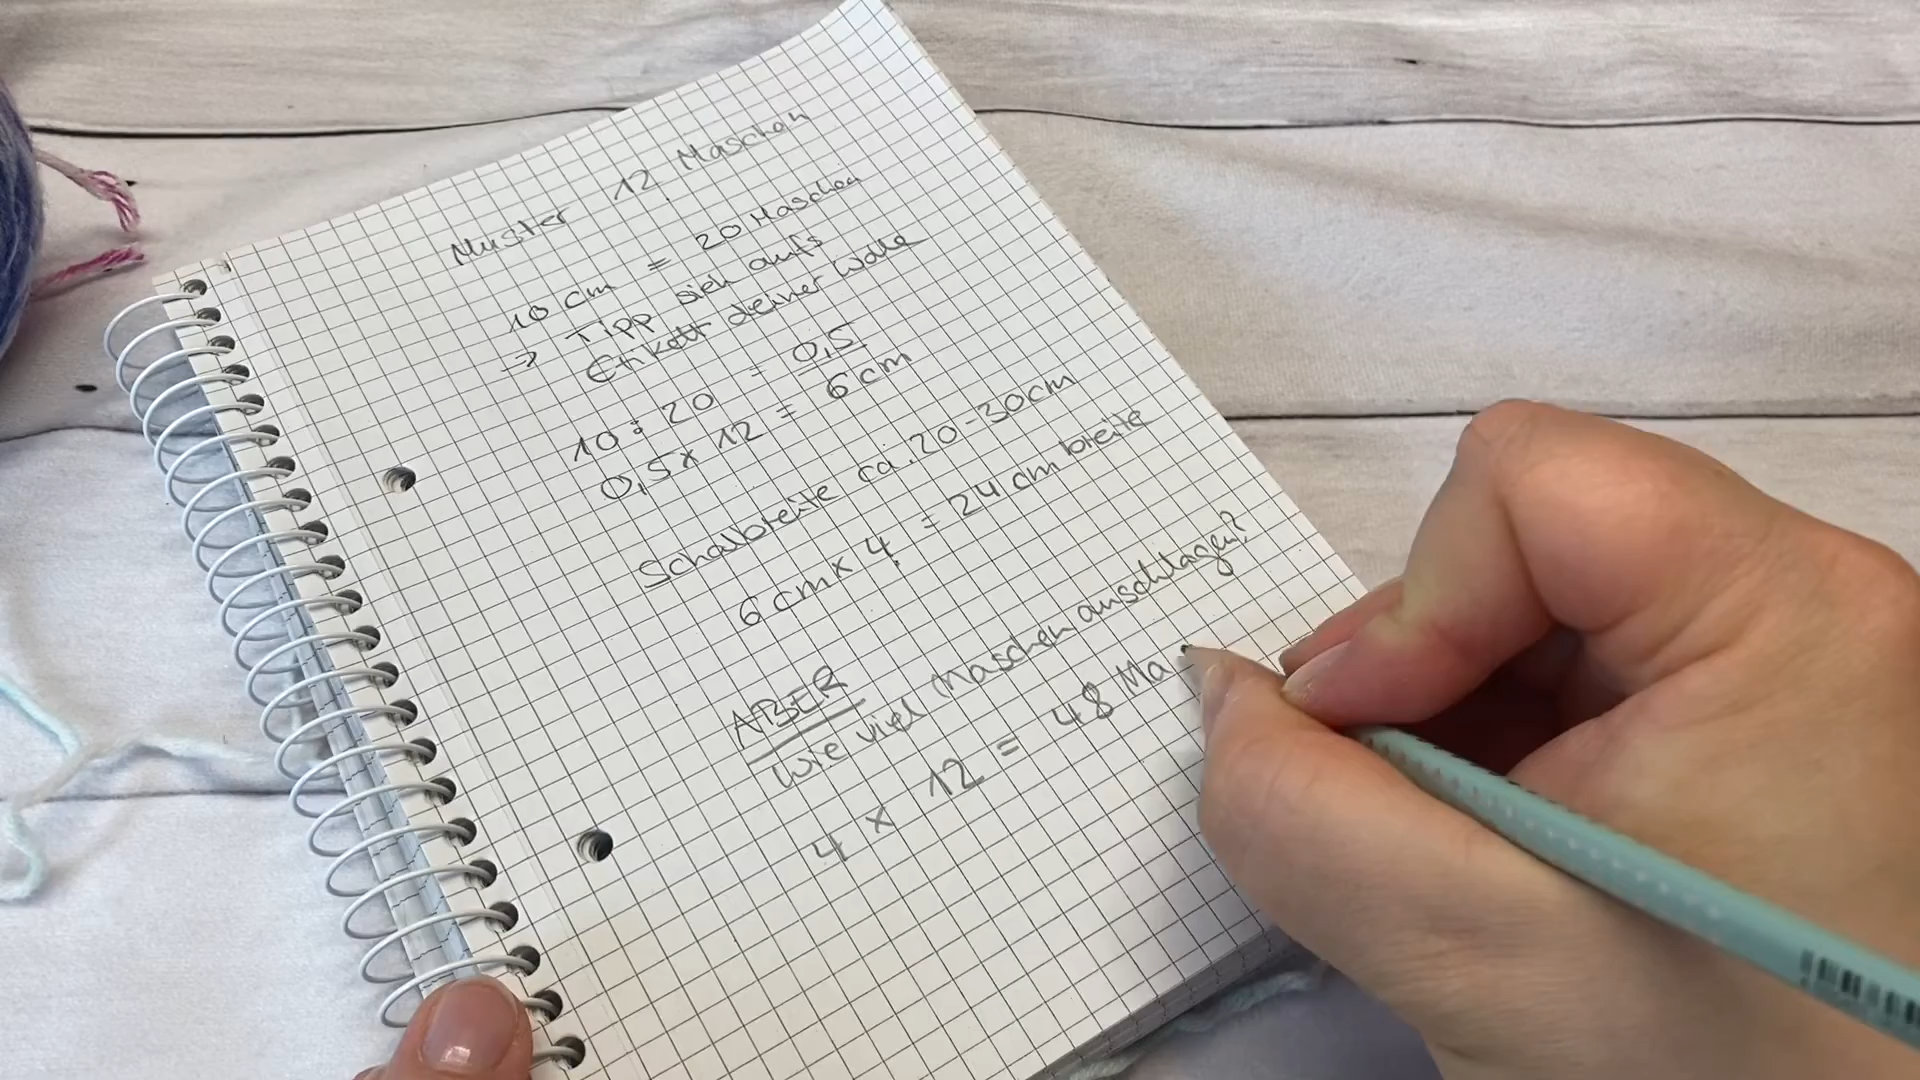 Muster 12 Maschen
10 cm = 20 Maschen
→ Tipp sieh aufs
Etikett deiner Wolle
10 : 20 = 0,5
0,5 x 12 = 6 cm
Schalbreite ca. 20-30cm
6 cm x 4 = 24 cm breite
ABER
wie viel Maschen anschlagen?
4 x 12 = 48 Ma